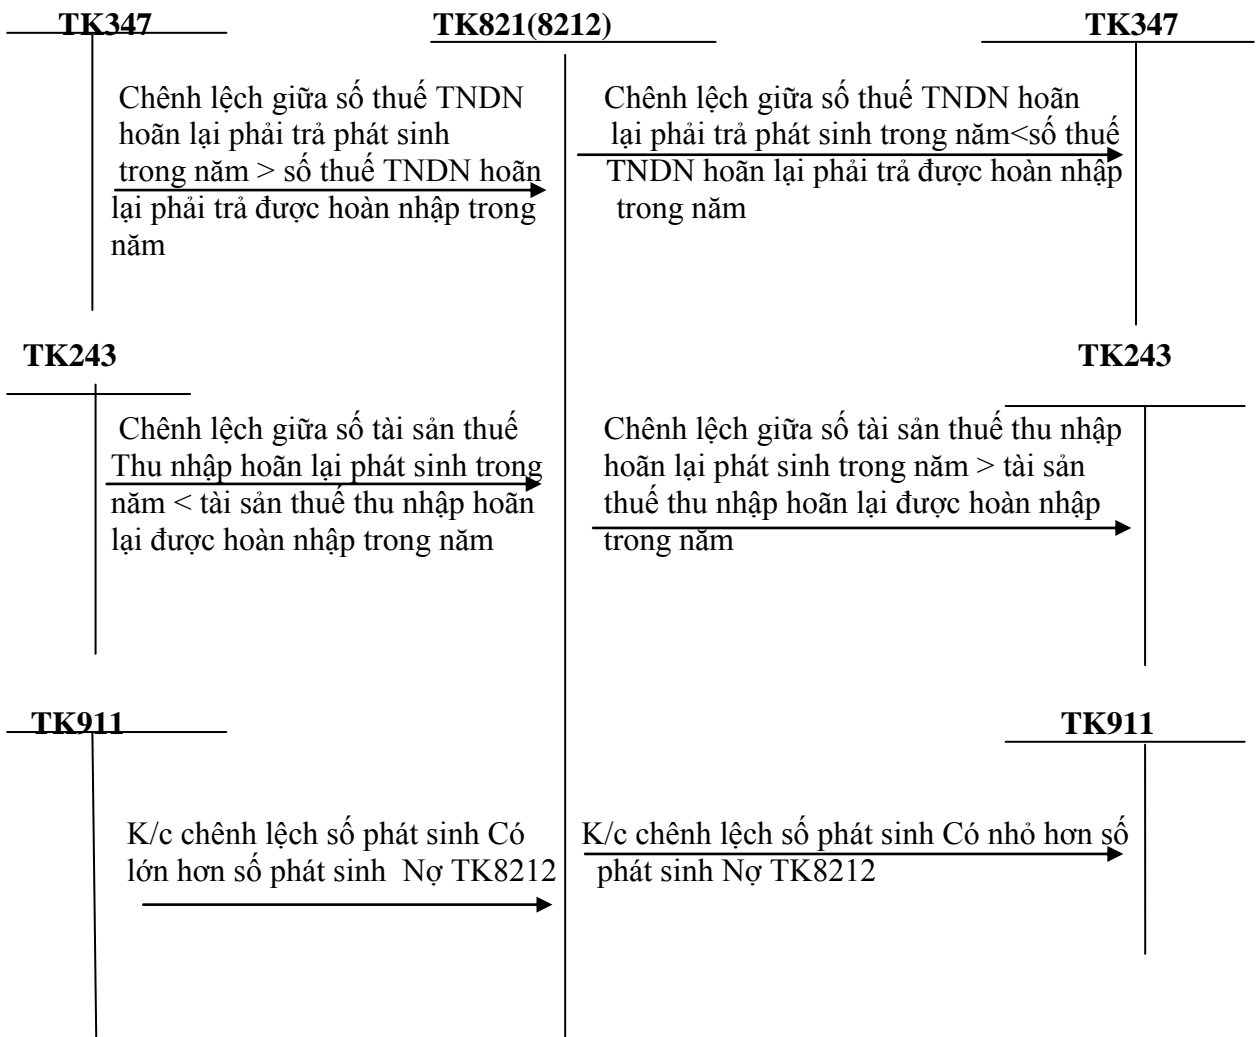 TK347
TK821(8212)
TK347
Chênh lệch giữa số thuế TNDN
hoãn lại phải trả phát sinh
trong năm > số thuế TNDN hoãn
lại phải trả được hoàn nhập trong
năm
Chênh lệch giữa số thuế TNDN hoãn
lại phải trả phát sinh trong năm<số thuế
TNDN hoãn lại phải trả được hoàn nhập
trong năm
TK243
TK243
Chênh lệch giữa số tài sản thuế
Thu nhập hoãn lại phát sinh trong
năm < tài sản thuế thu nhập hoãn
lại được hoàn nhập trong năm
Chênh lệch giữa số tài sản thuế thu nhập
hoãn lại phát sinh trong năm > tài sản
thuế thu nhập hoãn lại được hoàn nhập
trong năm
TK911
TK911
K/c chênh lệch số phát sinh Có
lớn hơn số phát sinh  Nợ TK8212
K/c chênh lệch số phát sinh Có nhỏ hơn số
phát sinh Nợ TK8212